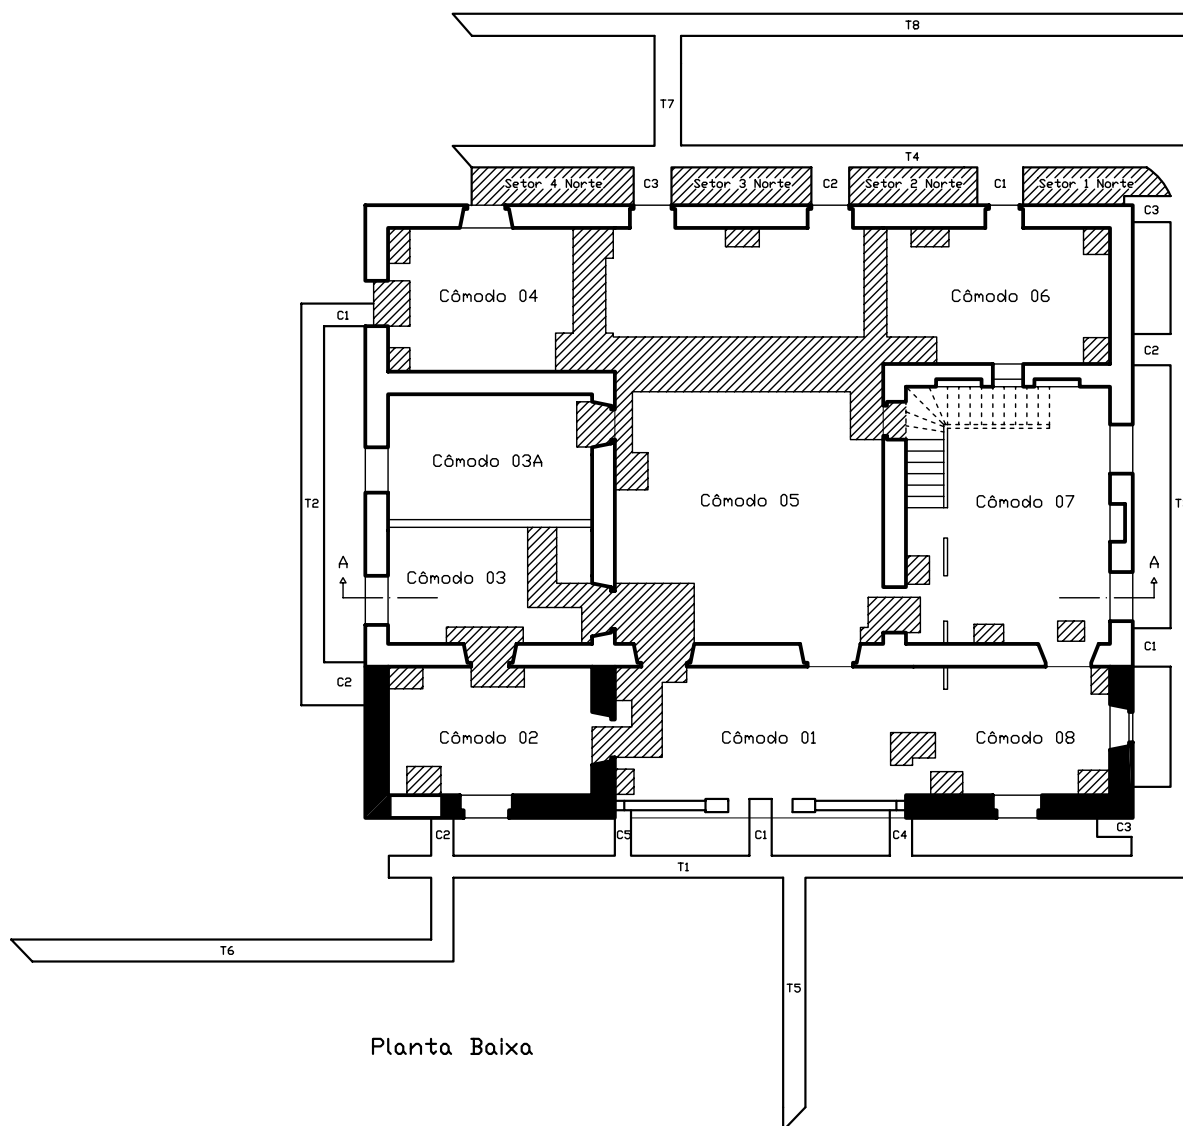 T8
T7
T4
Setor 4 Norte C3 Setor 3 Norte C2 Setor 2 Norte C1 Setor 1 Norte
C3
Cômodo 04 Cômodo 06
C1
C2
Cômodo 03A
Cômodo 05 Cômodo 07
T2
A Cômodo 03 A
C1
C2
Cômodo 02 Cômodo 01 Cômodo 08
C2 C5 C1 C4 C3
T1
T6
T5
Planta Baixa